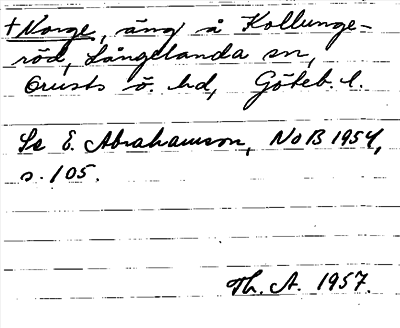 +Norge, äng å Kollunge-
röd, Långelanda sn,
Orusts ö. hd, Göteb. l.
Se E. Abrahamson, NoB 1954,
s. 105.
Th. A. 1957.